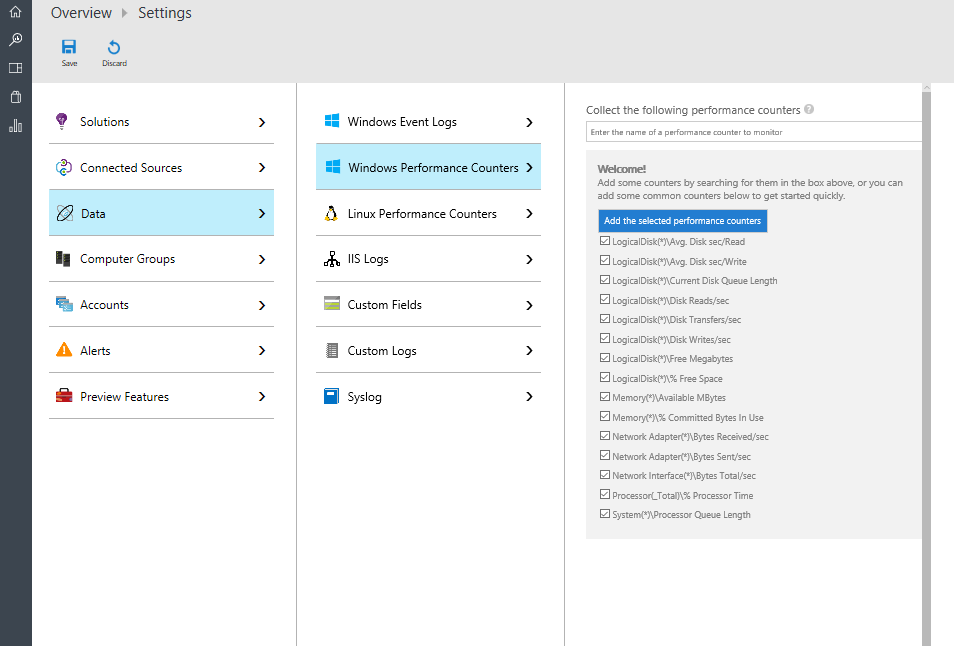 Overview Settings
Save Discard
Solutions
Connected Sources
Data
Computer Groups
Accounts
Alerts
Preview Features
Windows Event Logs
Windows Performance Counters
Linux Performance Counters
IIS Logs
Custom Fields
Custom Logs
Syslog
Collect the following performance counters ?
Enter the name of a performance counter to monitor
Welcome!
Add some counters by searching for them in the box above, or you can
add some common counters below to get started quickly.
Add the selected performance counters
LogicalDisk(*)\Avg. Disk sec/Read
LogicalDisk(*)\Avg. Disk sec/Write
LogicalDisk(*)\Current Disk Queue Length
LogicalDisk(*)\Disk Reads/sec
LogicalDisk(*)\Disk Transfers/sec
LogicalDisk(*)\Disk Writes/sec
LogicalDisk(*)\Free Megabytes
LogicalDisk(*)\% Free Space
Memory(*)\Available MBytes
Memory(*)\% Committed Bytes In Use
Network Adapter(*)\Bytes Received/sec
Network Adapter(*)\Bytes Sent/sec
Network Interface(*)\Bytes Total/sec
Processor(_Total)\% Processor Time
System(*)\Processor Queue Length